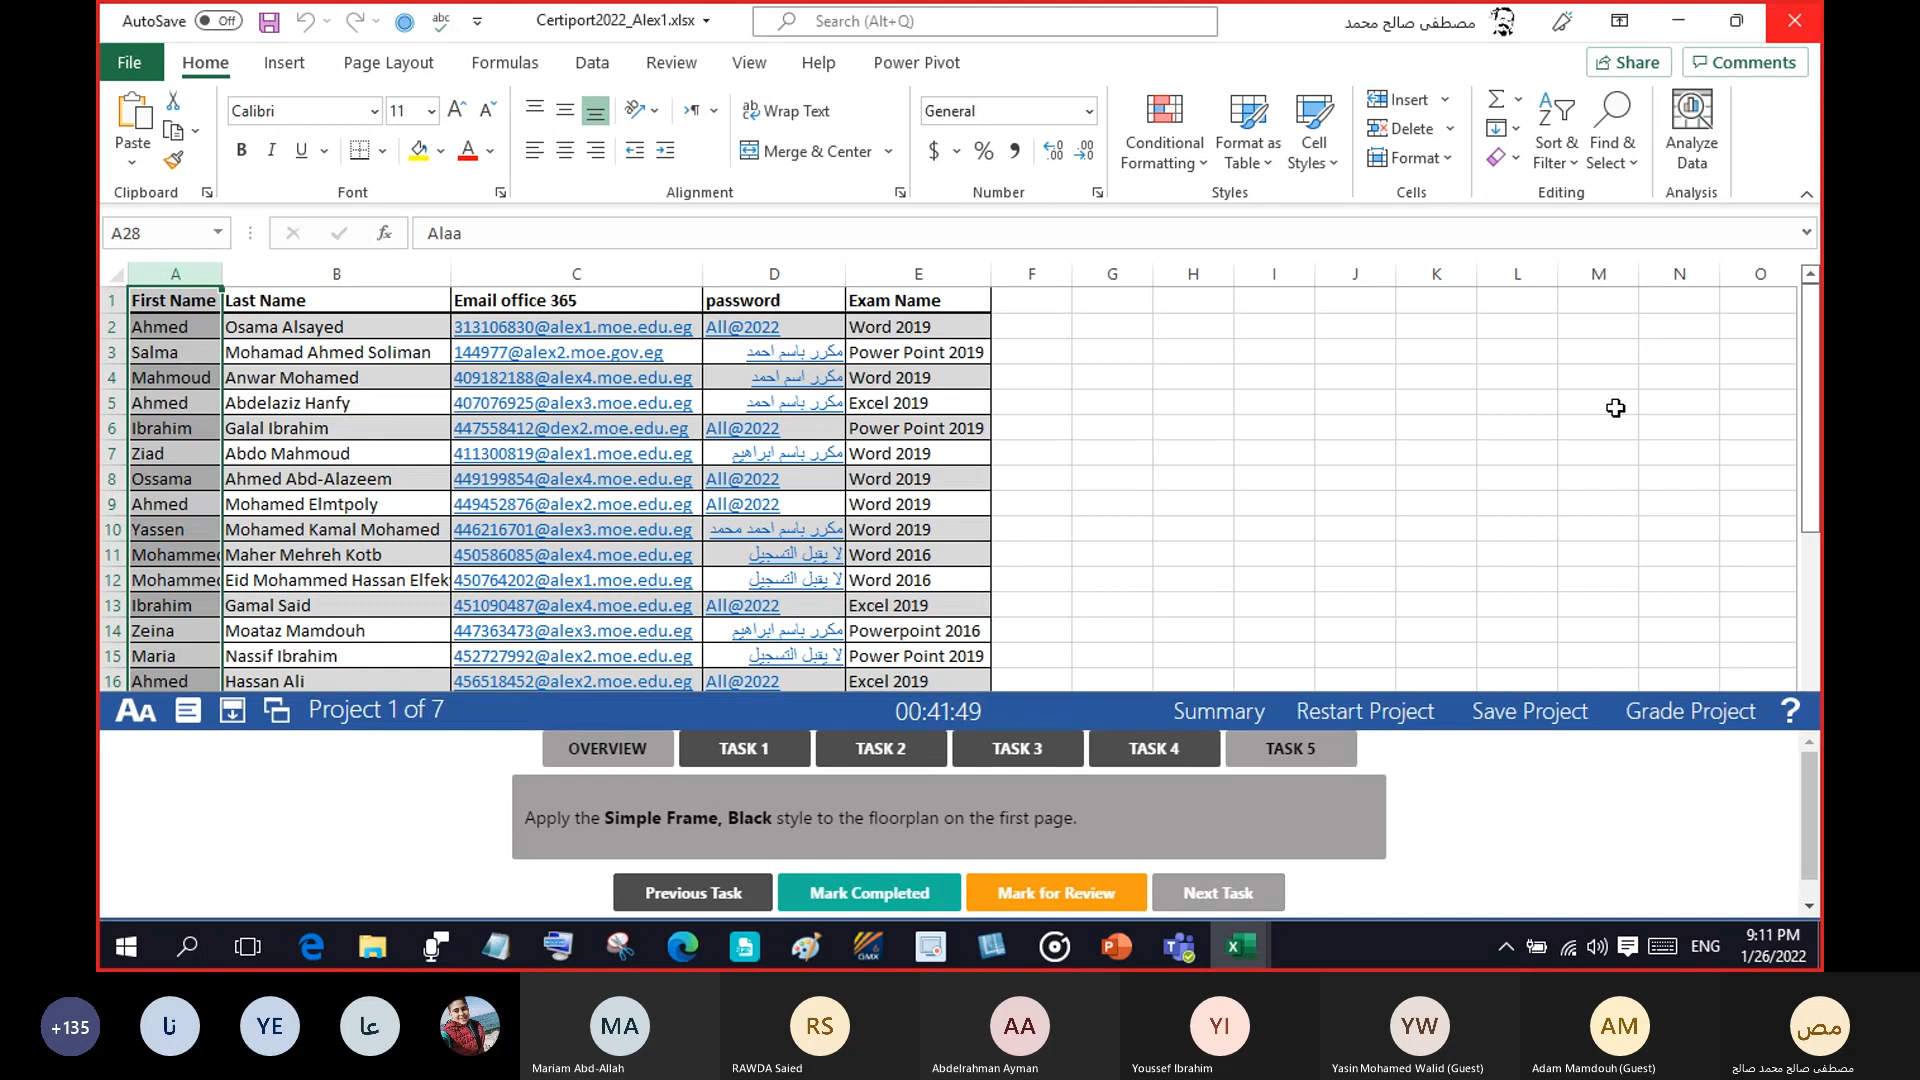 AutoSave Off abc Certiport2022_Alex1.xlsx Search (Alt+Q) مصطفى صالح محمد
File Home Insert Page Layout Formulas Data Review View Help Power Pivot Share Comments
Paste Calibri 11 A A ab Wrap Text General Conditional Formatting Format as Table Cell Styles Insert Sort & Filter Find & Select Analyze Data
B I U A Merge & Center $ % Delete
Format
Clipboard Font Alignment Number Styles Cells Editing Analysis
A28 fx Alaa
A B C D E F G H I J K L M N O
1 First Name Last Name Email office 365 password Exam Name
2 Ahmed Osama Alsayed 313106830@alex1.moe.edu.eg All@2022 Word 2019
3 Salma Mohamad Ahmed Soliman 144977@alex2.moe.gov.eg مكرر باسم احمد Power Point 2019
4 Mahmoud Anwar Mohamed 409182188@alex4.moe.edu.eg مكرر اسم احمد Word 2019
5 Ahmed Abdelaziz Hanfy 407076925@alex3.moe.edu.eg مكرر باسم احمد Excel 2019
6 Ibrahim Galal Ibrahim 447558412@dex2.moe.edu.eg All@2022 Power Point 2019
7 Ziad Abdo Mahmoud 411300819@alex1.moe.edu.eg مكرر باسم ابراهيم Word 2019
8 Ossama Ahmed Abd-Alazeem 449199854@alex4.moe.edu.eg All@2022 Word 2019
9 Ahmed Mohamed Elmtpoly 449452876@alex2.moe.edu.eg All@2022 Word 2019
10 Yassen Mohamed Kamal Mohamed 446216701@alex3.moe.edu.eg مكرر باسم احمد محمد Word 2019
11 Mohammed Maher Mehreh Kotb 450586085@alex4.moe.edu.eg لا يقبل التسجيل Word 2016
12 Mohammed Eid Mohammed Hassan Elfek 450764202@alex1.moe.edu.eg لا يقبل التسجيل Word 2016
13 Ibrahim Gamal Said 451090487@alex4.moe.edu.eg All@2022 Excel 2019
14 Zeina Moataz Mamdouh 447363473@alex3.moe.edu.eg مكرر باسم ابراهيم Powerpoint 2016
15 Maria Nassif Ibrahim 452727992@alex2.moe.edu.eg لا يقبل التسجيل Power Point 2019
16 Ahmed Hassan Ali 456518452@alex2.moe.edu.eg All@2022 Excel 2019
AA Project 1 of 7 00:41:49 Summary Restart Project Save Project Grade Project ?
OVERVIEW TASK 1 TASK 2 TASK 3 TASK 4 TASK 5
Apply the Simple Frame, Black style to the floorplan on the first page.
Previous Task Mark Completed Mark for Review Next Task
GMX ENG 9:11 PM
1/26/2022
+135 نا YE عا MA RS AA YI YW AM مص
Mariam Abd-Allah RAWDA Saied Abdelrahman Ayman Youssef Ibrahim Yasin Mohamed Walid (Guest) Adam Mamdouh (Guest) مصطفى صالح محمد صالح